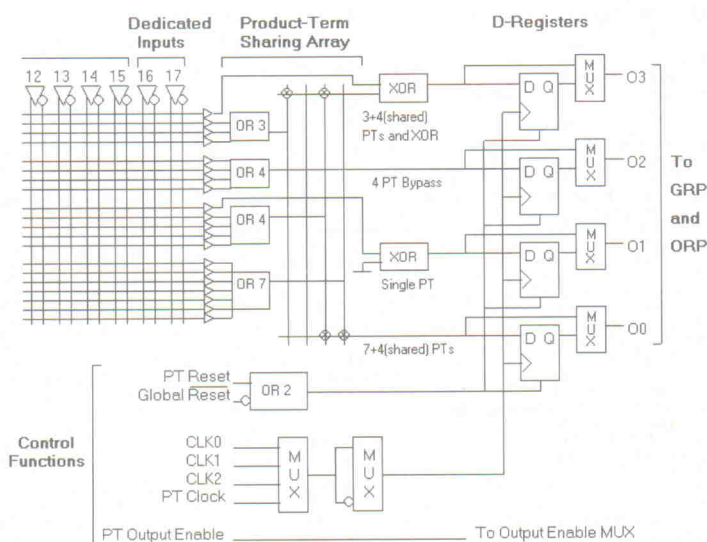 Dedicated Inputs
Product-Term Sharing Array
D-Registers
12 13 14 15 16 17
OR 3
OR 4
OR 4
OR 7
XOR
3+4(shared)
PTs and XOR
4 PT Bypass
XOR
Single PT
7+4(shared) PTs
D Q
D Q
D Q
D Q
MUX
MUX
MUX
MUX
O3
O2
O1
O0
To
GRP
and
ORP
Control
Functions
PT Reset
Global Reset
OR 2
CLK0
CLK1
CLK2
PT Clock
MUX
MUX
PT Output Enable
To Output Enable MUX